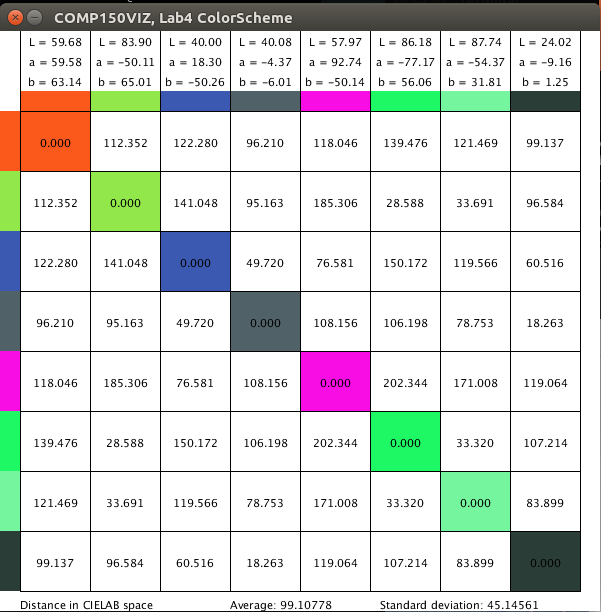 COMP150VIZ, Lab4 ColorScheme
L = 59.68 L = 83.90 L = 40.00 L = 40.08 L = 57.97 L = 86.18 L = 87.74 L = 24.02
a = 59.58 a = −50.11 a = 18.30 a = −4.37 a = 92.74 a = −77.17 a = −54.37 a = −9.16
b = 63.14 b = 65.01 b = −50.26 b = −6.01 b = −50.14 b = 56.06 b = 31.81 b = 1.25
0.000 112.352 122.280 96.210 118.046 139.476 121.469 99.137
112.352 0.000 141.048 95.163 185.306 28.588 33.691 96.584
122.280 141.048 0.000 49.720 76.581 150.172 119.566 60.516
96.210 95.163 49.720 0.000 108.156 106.198 78.753 18.263
118.046 185.306 76.581 108.156 0.000 202.344 171.008 119.064
139.476 28.588 150.172 106.198 202.344 0.000 33.320 107.214
121.469 33.691 119.566 78.753 171.008 33.320 0.000 83.899
99.137 96.584 60.516 18.263 119.064 107.214 83.899 0.000
Distance in CIELAB space Average: 99.10778 Standard deviation: 45.14561